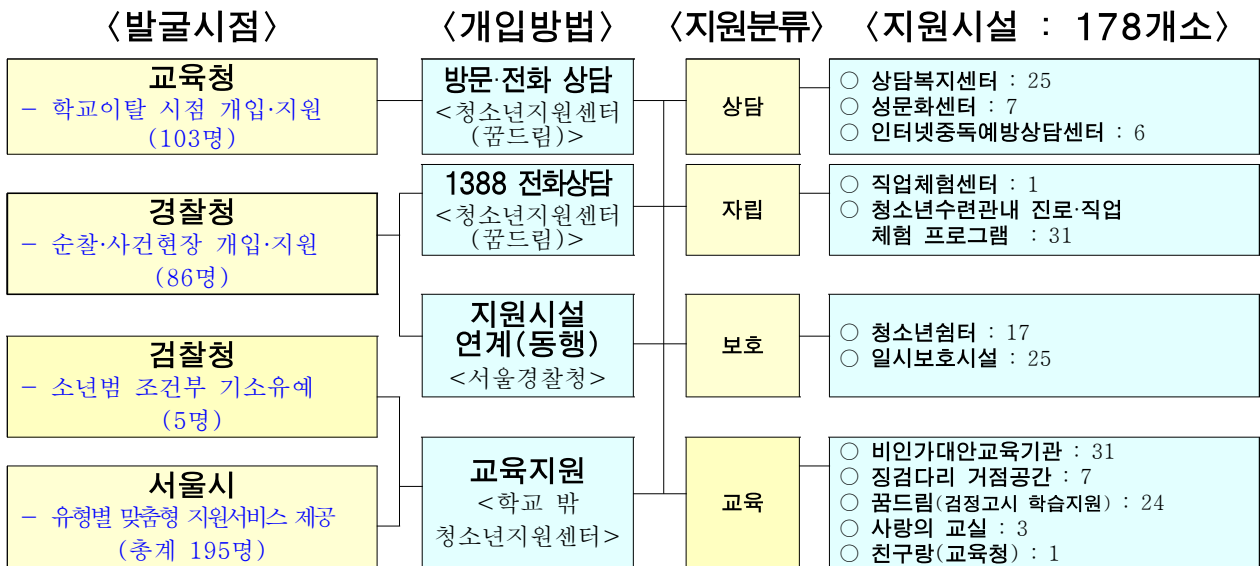 〈발굴시점〉
〈개입방법〉
〈지원분류〉
〈지원시설 : 178개소〉
교육청
- 학교이탈 시점 개입·지원
(103명)
경찰청
- 순찰·사건현장 개입·지원
(86명)
검찰청
- 소년범 조건부 기소유예
(5명)
서울시
- 유형별 맞춤형 지원서비스 제공
(총계 195명)
방문·전화 상담
<청소년지원센터
(꿈드림)>
1388 전화상담
<청소년지원센터
(꿈드림)>
지원시설
연계(동행)
<서울경찰청>
교육지원
<학교 밖
청소년지원센터>
상담
자립
보호
교육
○ 상담복지센터 : 25
○ 성문화센터 : 7
○ 인터넷중독예방상담센터 : 6
○ 직업체험센터 : 1
○ 청소년수련관내 진로·직업
체험 프로그램 : 31
○ 청소년쉼터 : 17
○ 일시보호시설 : 25
○ 비인가대안교육기관 : 31
○ 징검다리 거점공간 : 7
○ 꿈드림(검정고시 학습지원) : 24
○ 사랑의 교실 : 3
○ 친구랑(교육청) : 1